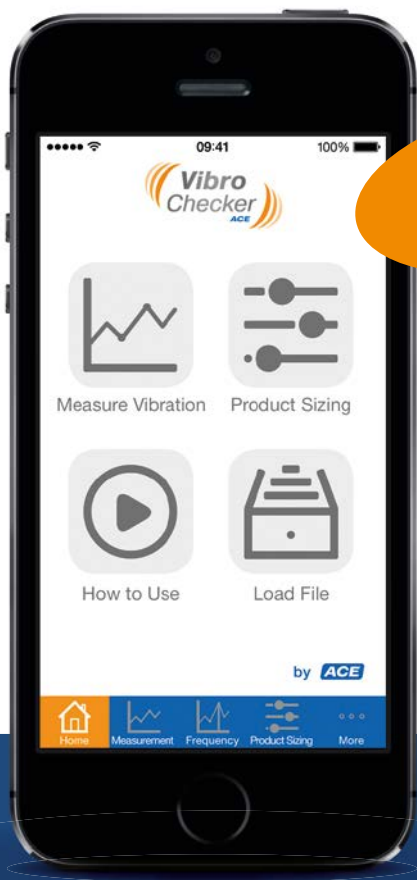 09:41
100%
Vibro
Checker
ACE
Measure Vibration
Product Sizing
How to Use
Load File
by ACE
Home
Measurement
Frequency
Product Sizing
More